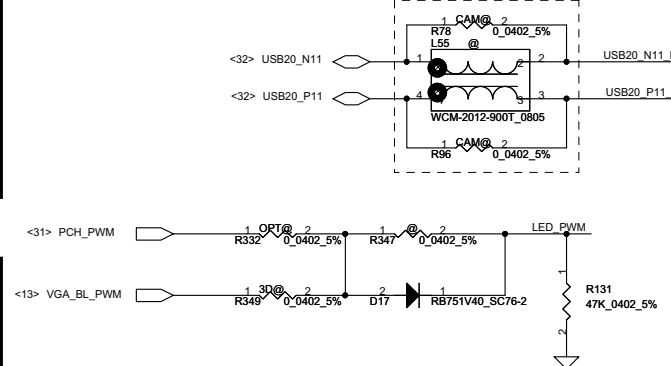 1 CAM@ 2
R78 0_0402_5%
L55 @
<32> USB20_N11 1 2 2 USB20_N11_
<32> USB20_P11 4 3 3 USB20_P11_
WCM-2012-900T_0805
1 CAM@ 2
R96 0_0402_5%
<31> PCH_PWM 1 OPT@ 2 1 @ 2 LED_PWM
R332 0_0402_5% R347 0_0402_5%
<13> VGA_BL_PWM 1 3D@ 2 2 1
R349 0_0402_5% D17 RB751V40_SC76-2
1
R131
47K_0402_5%
2